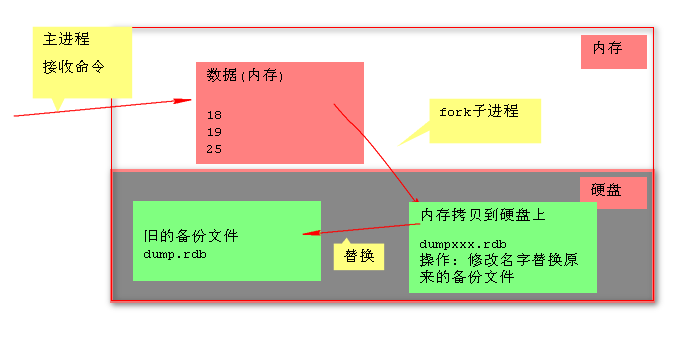 主进程
接收命令
内存
数据(内存)
18
19
25
fork子进程
硬盘
内存拷贝到硬盘上
dumpxxx.rdb
操作: 修改名字替换原
来的备份文件
旧的备份文件
dump.rdb
替换